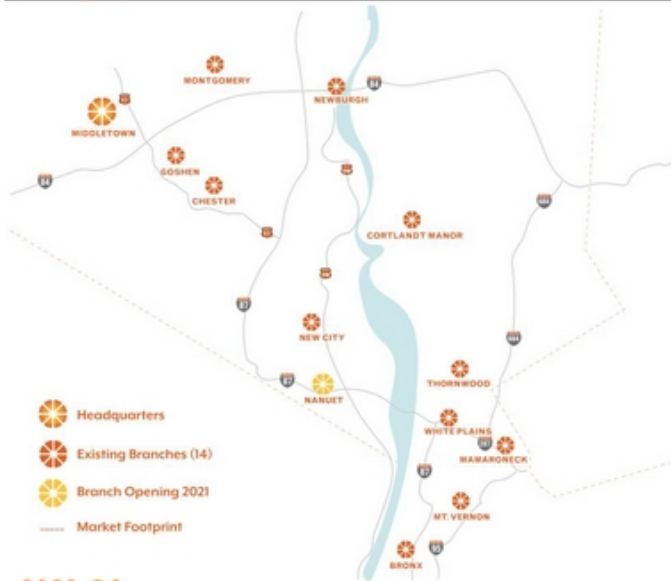 MONTGOMERY
84
NEWBURGH
MIDDLETOWN
GOSHEN
84
CHESTER
CORTLANDT MANOR
87
NEW CITY
87
NANUET
THORNWOOD
WHITE PLAINS
MAMARONECK
87
MT. VERNON
95
BRONX
Headquarters
Existing Branches (14)
Branch Opening 2021
Market Footprint